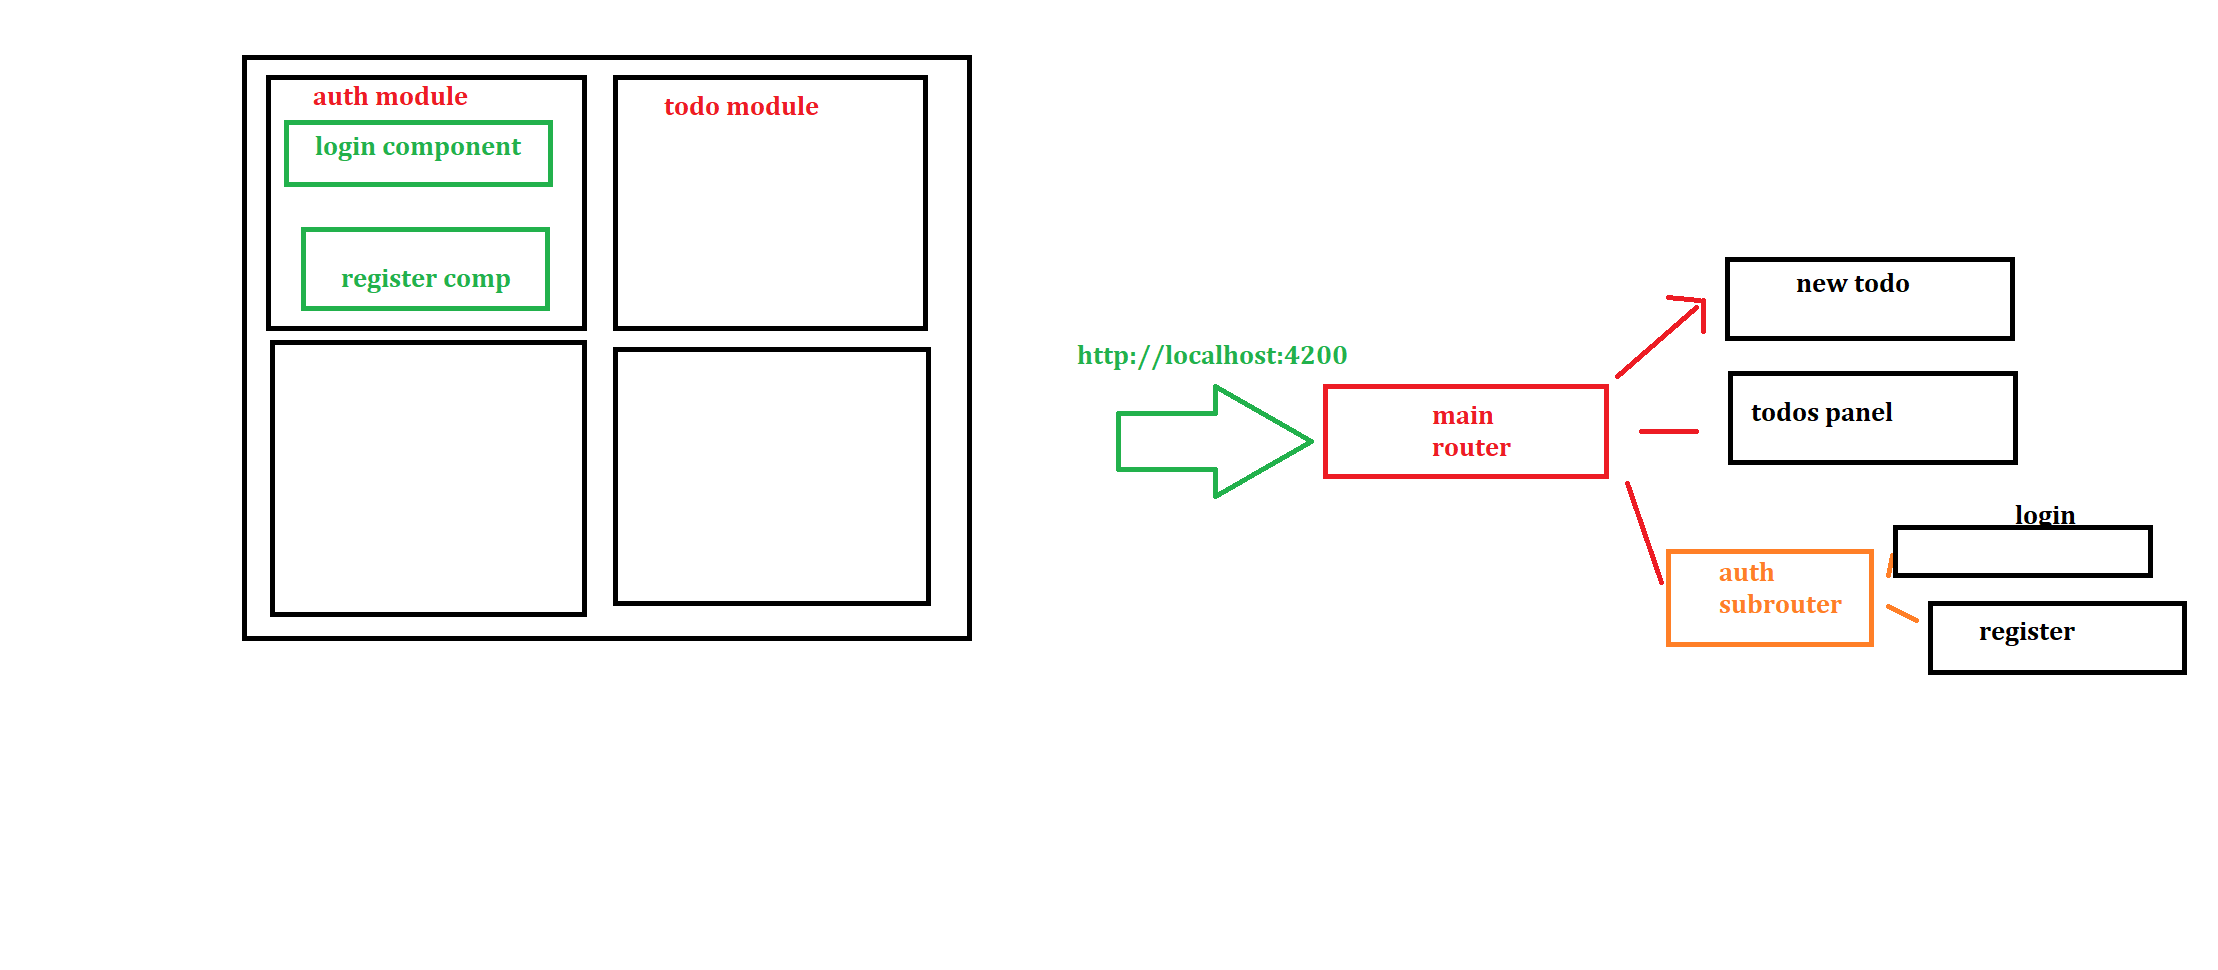 auth module
login component
register comp
todo module
http://localhost:4200
main
router
new todo
todos panel
auth
subrouter
login
register